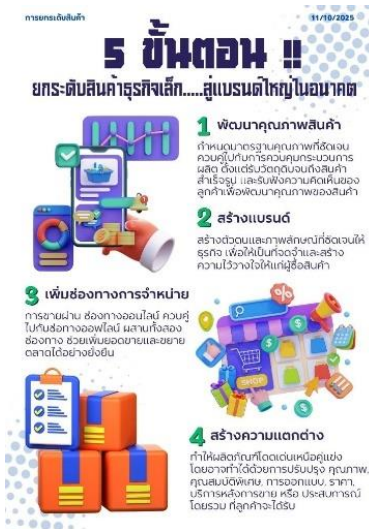 การยกระดับสินค้า
11/10/2025
5 ขั้นตอน !!
ยกระดับสินค้าธุรกิจเล็ก.....สู่แบรนด์ใหญ่ในอนาคต
1 พัฒนาคุณภาพสินค้า
กำหนดมาตรฐานคุณภาพที่ชัดเจน
ควบคู่ไปกับการควบคุมกระบวนการ
ผลิต ตั้งแต่รับวัตถุดิบจนถึงสินค้า
สำเร็จรูป และรับฟังความคิดเห็นของ
ลูกค้าเพื่อพัฒนาคุณภาพของสินค้า
2 สร้างแบรนด์
สร้างตัวตนและภาพลักษณ์ที่ชัดเจนให้
ธุรกิจ เพื่อให้เป็นที่จดจำและสร้าง
ความไว้วางใจให้แก่ผู้ซื้อสินค้า
3 เพิ่มช่องทางการจำหน่าย
การขายผ่าน ช่องทางออนไลน์ ควบคู่
ไปกับช่อทางออฟไลน์ ผสานทั้งสอง
ช่องทาง ช่วยเพิ่มยอดขายและขยาย
ตลาดได้อย่างยั่งยืน
SHOP
4 สร้างความแตกต่าง
ทำให้ผลิตภัณฑ์โดดเด่นเหนือคู่แข่ง
โดยอาจทำได้ด้วยการปรับปรุง คุณภาพ,
คุณสมบัติพิเศษ, การออกแบบ, ราคา,
บริการหลังการขาย หรือ ประสบการณ์
โดยรวม ที่ลูกค้าจะได้รับ